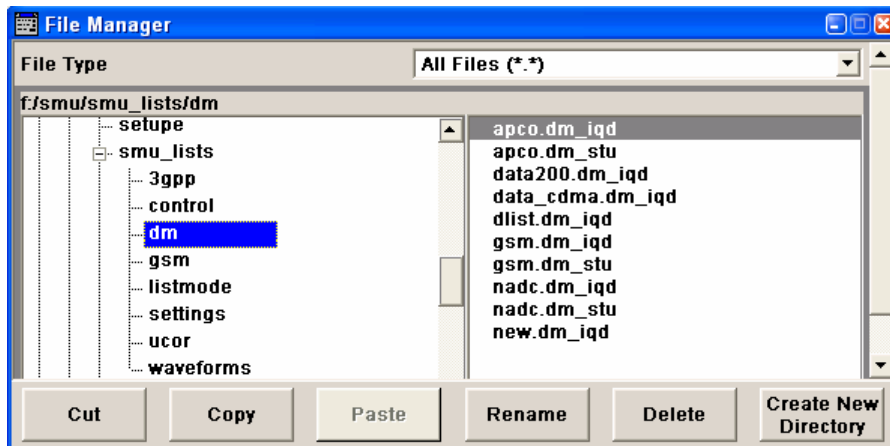 File Manager
File Type
All Files (*.*)
f:/smu/smu_lists/dm
setupe
smu_lists
3gpp
control
dm
gsm
listmode
settings
ucor
waveforms
apco.dm_iqd
apco.dm_stu
data200.dm_iqd
data_cdma.dm_iqd
dlist.dm_iqd
gsm.dm_iqd
gsm.dm_stu
nadc.dm_iqd
nadc.dm_stu
new.dm_iqd
Cut
Copy
Paste
Rename
Delete
Create New
Directory